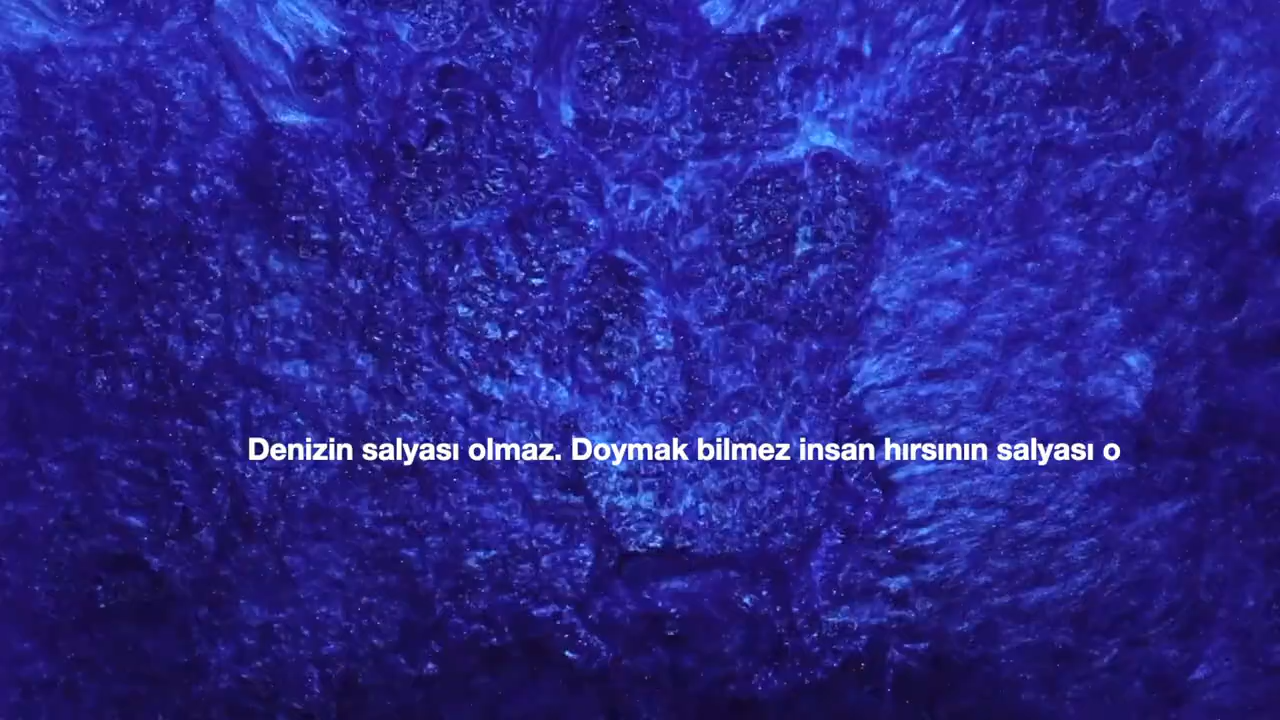 Denizin salyası olmaz. Doymak bilmez insan hırsının salyası o